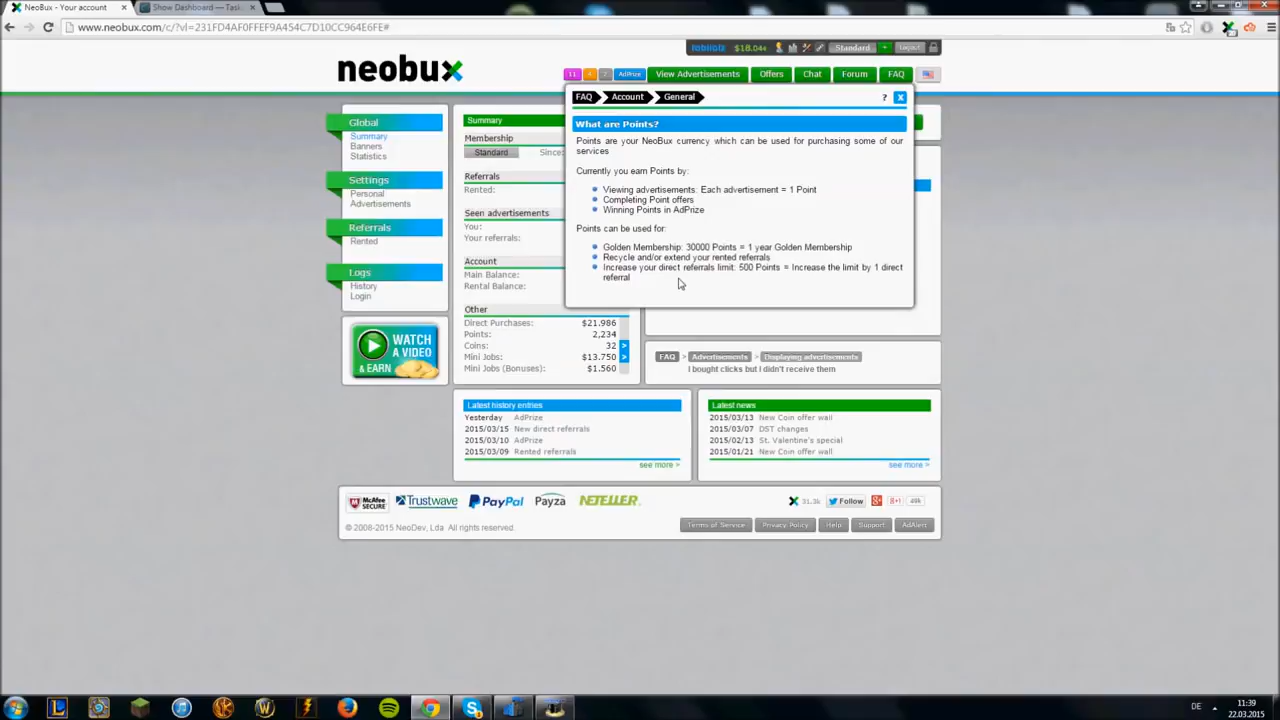 NeoBux - Your account
Show Dashboard — Task
www.neobux.com/c/?vl=231FD4AF0FFEF9A454C7D10CC964E6FE#
neobux
$18.044
Standard
+
Logout
11
4
2
AdPrize
View Advertisements
Offers
Chat
Forum
FAQ
FAQ
Account
General
?
x
What are Points?
Points are your NeoBux currency which can be used for purchasing some of our
services
Currently you earn Points by:
Viewing advertisements: Each advertisement = 1 Point
Completing Point offers
Winning Points in AdPrize
Points can be used for:
Golden Membership: 30000 Points = 1 year Golden Membership
Recycle and/or extend your rented referrals
Increase your direct referrals limit: 500 Points = Increase the limit by 1 direct
referral
Global
Summary
Banners
Statistics
Settings
Personal
Advertisements
Referrals
Rented
Logs
History
Login
WATCH
A VIDEO
& EARN
Summary
Membership
Standard
Since:
Referrals
Rented:
Seen advertisements
You:
Your referrals:
Account
Main Balance:
Rental Balance:
Other
Direct Purchases: $21.986
Points: 2,234
Coins: 32 >
Mini Jobs: $13.750 >
Mini Jobs (Bonuses): $1.560
FAQ > Advertisements > Displaying advertisements
I bought clicks but I didn't receive them
Latest history entries
Yesterday AdPrize
2015/03/15 New direct referrals
2015/03/10 AdPrize
2015/03/09 Rented referrals
see more >
Latest news
2015/03/13 New Coin offer wall
2015/03/07 DST changes
2015/02/13 St. Valentine's special
2015/01/21 New Coin offer wall
see more >
McAfee
SECURE
Trustwave
PayPal
Payza
NETELLER
31.3k
Follow
g+1
49k
© 2008-2015 NeoDev, Lda. All rights reserved.
Terms of Service
Privacy Policy
Help
Support
AdAlert
DE
11:39
22.03.2015